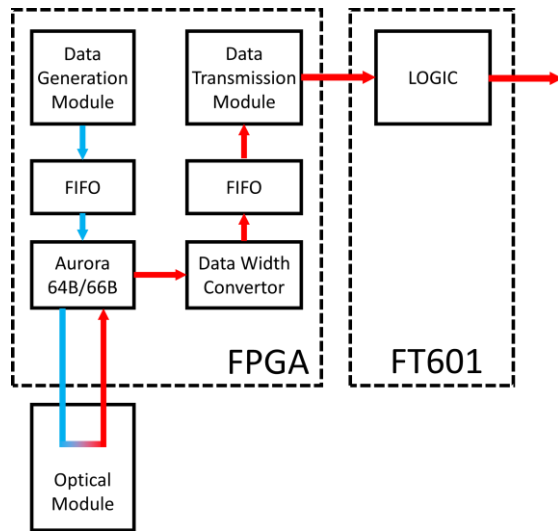 Data
Generation
Module
Data
Transmission
Module
LOGIC
FIFO
FIFO
Aurora
64B/66B
Data Width
Convertor
FPGA
FT601
Optical
Module